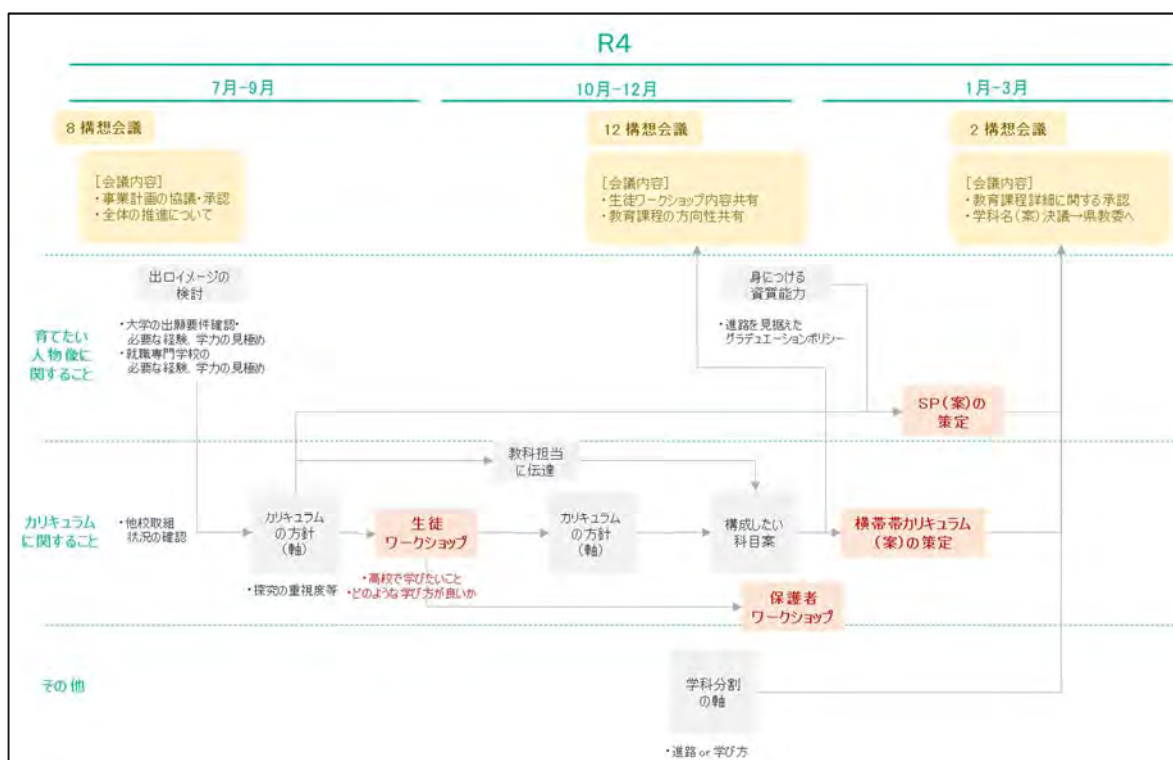 R4
7月-9月
10月-12月
1月-3月
8 構想会議
12 構想会議
2 構想会議
[会議内容]
・事業計画の協議・承認
・全体の推進について
[会議内容]
・生徒ワークショップ内容共有
・教育課程の方向性共有
[会議内容]
・教育課程詳細に関する承認
・学科名(案)決議→県教委へ
育てたい
人物像に
関すること
出口イメージの
検討
・大学の出願要件確認・
必要な経験、学力の見極め
・就職専門学校の
必要な経験、学力の見極め
身につける
資質能力
・進路を見据えた
グラデュエーションポリシー
SP(案)の
策定
カリキュラム
に関すること
・他校取組
状況の確認
教科担当
に伝達
カリキュラム
の方針
(軸)
・探究の重視度等
生徒
ワークショップ
・高校で学びたいこと
・どのような学び方が良いか
カリキュラム
の方針
(軸)
構成したい
科目案
横帯帯カリキュラム
(案)の策定
保護者
ワークショップ
その他
学科分割
の軸
・進路 or 学び方